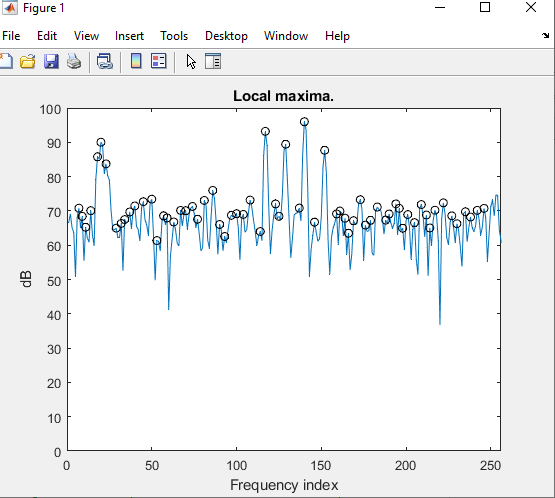 Figure 1
File Edit View Insert Tools Desktop Window Help
Local maxima.
100
90
80
70
60
50
40
30
20
10
0
dB
0 50 100 150 200 250
Frequency index